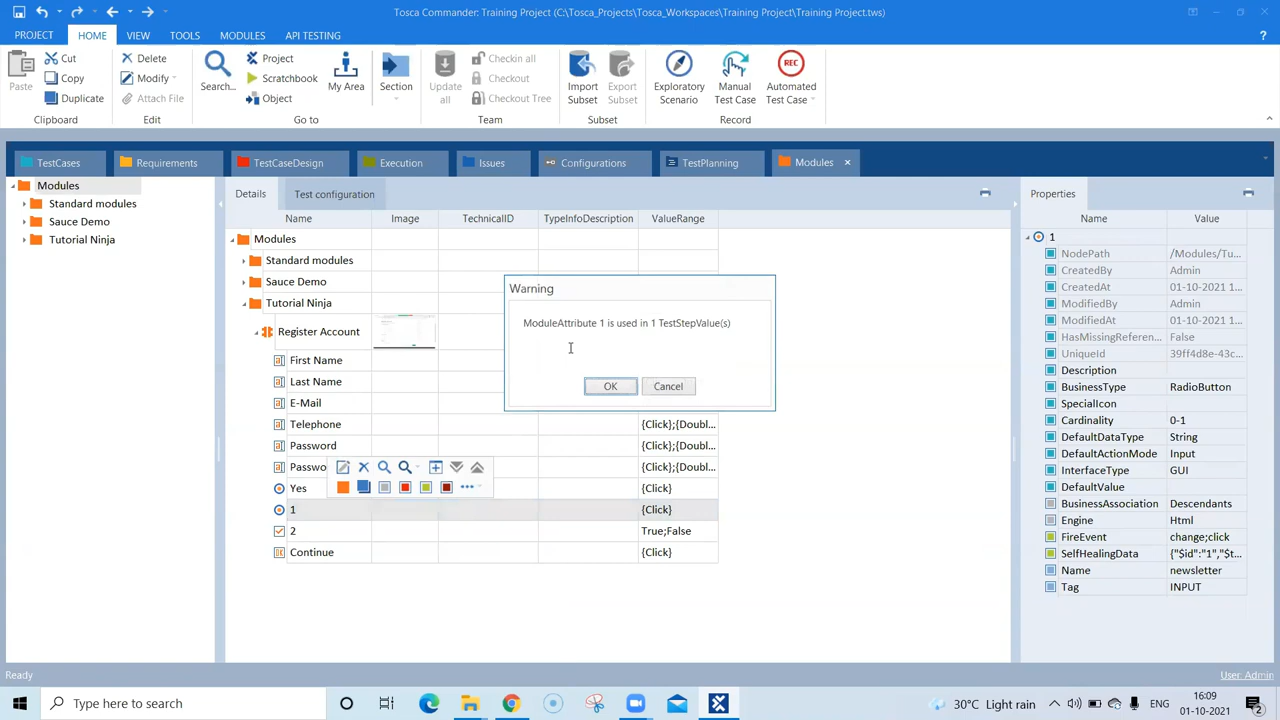 Tosca Commander: Training Project (C:\Tosca_Projects\Tosca_Workspaces\Training Project\Training Project.tws)
PROJECT HOME VIEW TOOLS MODULES API TESTING
Paste
Cut
Copy
Duplicate
Clipboard
Delete
Modify
Attach File
Edit
Search...
Project
Scratchbook
Object
My Area
Section
Go to
Update all
Checkin all
Checkout
Checkout Tree
Team
Import Subset
Export Subset
Subset
Exploratory Scenario
Manual Test Case
REC
Automated Test Case
Record
TestCases Requirements TestCaseDesign Execution Issues Configurations TestPlanning Modules
Modules
Standard modules
Sauce Demo
Tutorial Ninja
Details Test configuration
Name Image TechnicalID TypeInfoDescription ValueRange
Modules
Standard modules
Sauce Demo
Tutorial Ninja
Register Account
First Name
Last Name
E-Mail
Telephone {Click};{Doubl...
Password {Click};{Doubl...
Passwo {Click};{Doubl...
Yes {Click}
1 {Click}
2 True;False
Continue {Click}
Warning
ModuleAttribute 1 is used in 1 TestStepValue(s)
OK Cancel
Properties
Name Value
1
NodePath /Modules/Tu...
CreatedBy Admin
CreatedAt 01-10-2021 1...
ModifiedBy Admin
ModifiedAt 01-10-2021 1...
HasMissingReferen... False
UniqueId 39ff4d8e-43c...
Description
BusinessType RadioButton
SpecialIcon
Cardinality 0-1
DefaultDataType String
DefaultActionMode Input
InterfaceType GUI
DefaultValue
BusinessAssociation Descendants
Engine Html
FireEvent change;click
SelfHealingData {"$id":"1","$t...
Name newsletter
Tag INPUT
Ready
User: Admin
Type here to search
30°C Light rain
ENG
16:09
01-10-2021
2